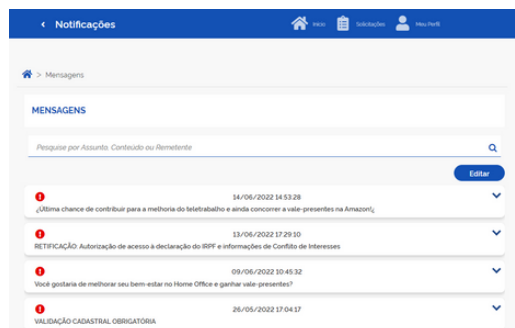 Notificações
Início
Solicitações
Meu Perfil
> Mensagens
MENSAGENS
Pesquise por Assunto, Conteúdo ou Remetente
Editar
14/06/2022 14:53:28
¿Última chance de contribuir para a melhoria do teletrabalho e ainda concorrer a vale-presentes na Amazon!¿
13/06/2022 17:29:10
RETIFICAÇÃO: Autorização de acesso à declaração do IRPF e informações de Conflito de Interesses
09/06/2022 10:45:32
Você gostaria de melhorar seu bem-estar no Home Office e ganhar vale-presentes?
26/05/2022 17:04:17
VALIDAÇÃO CADASTRAL OBRIGATÓRIA